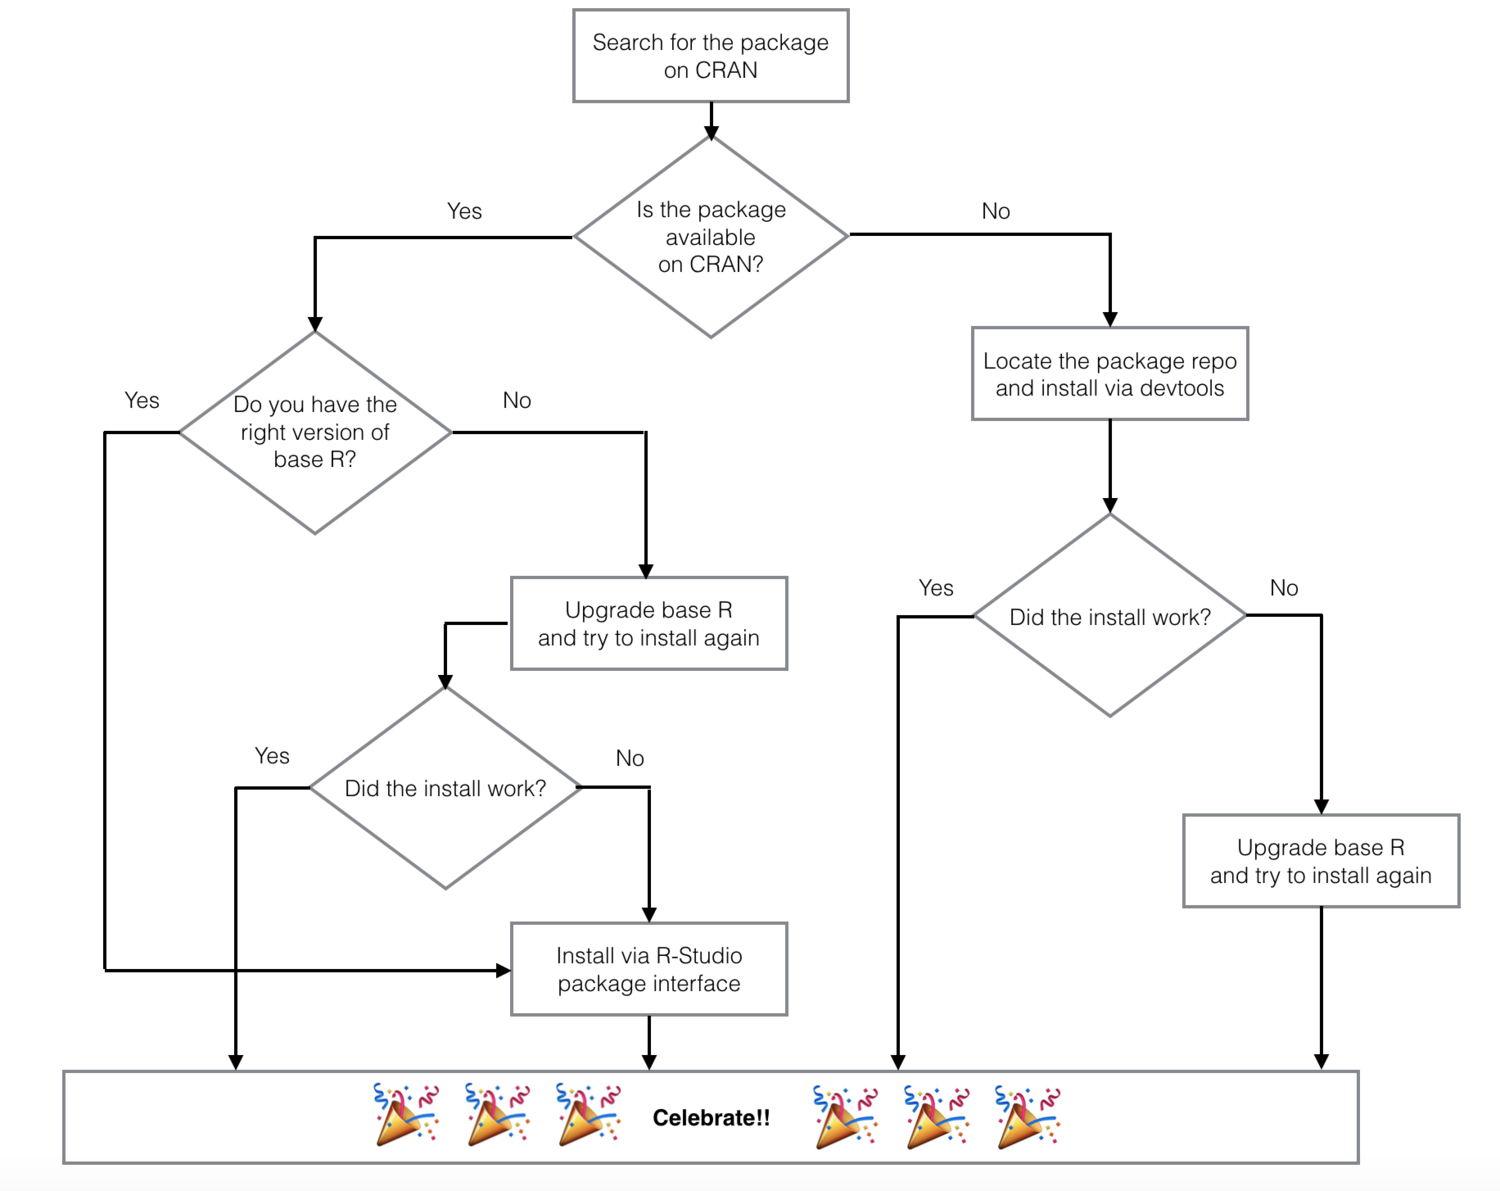 Search for the package
on CRAN
Is the package
available
on CRAN?
Yes
No
Locate the package repo
and install via devtools
Do you have the
right version of
base R?
Yes
No
Upgrade base R
and try to install again
Did the install work?
Yes
No
Did the install work?
Yes
No
Upgrade base R
and try to install again
Install via R-Studio
package interface
Celebrate!!